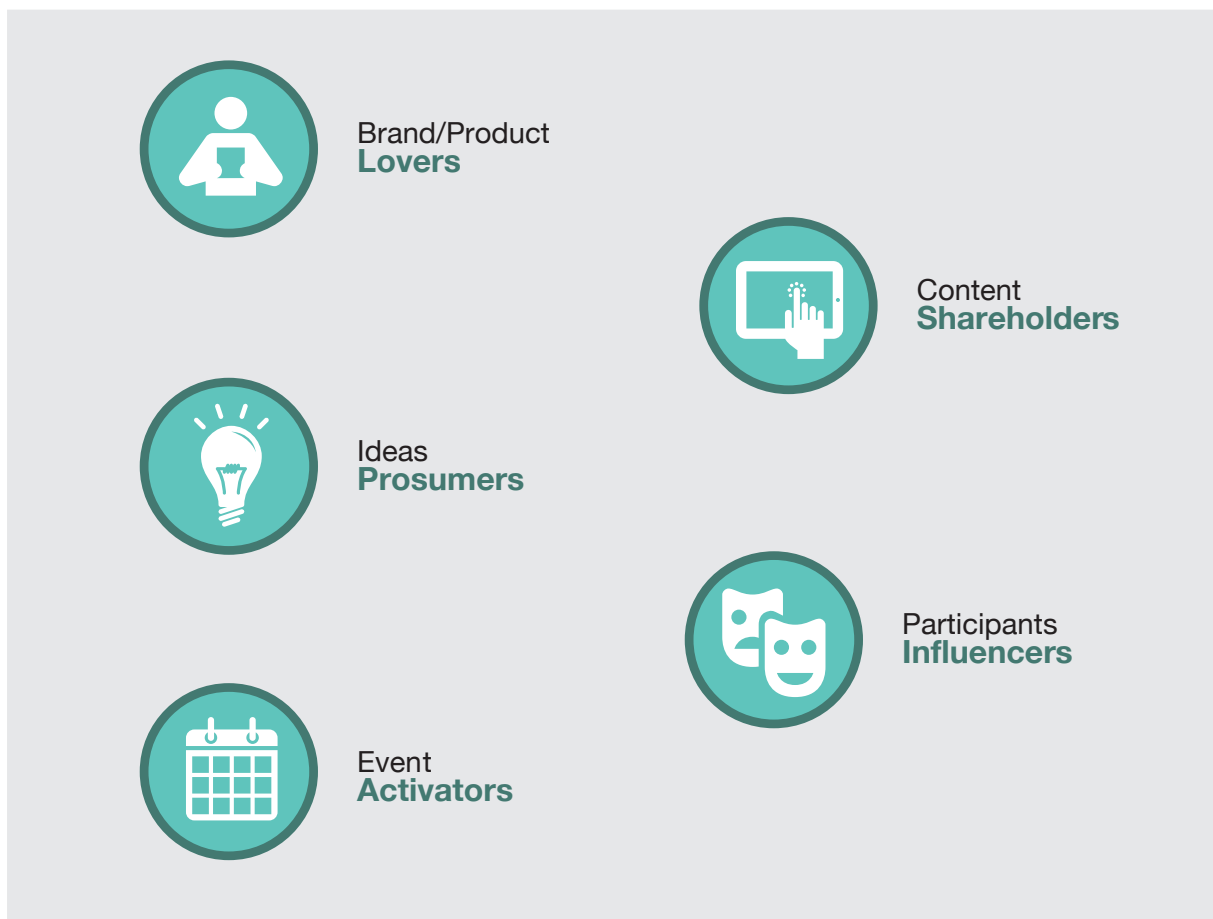 Brand/Product
Lovers
Content
Shareholders
Ideas
Prosumers
Participants
Influencers
Event
Activators